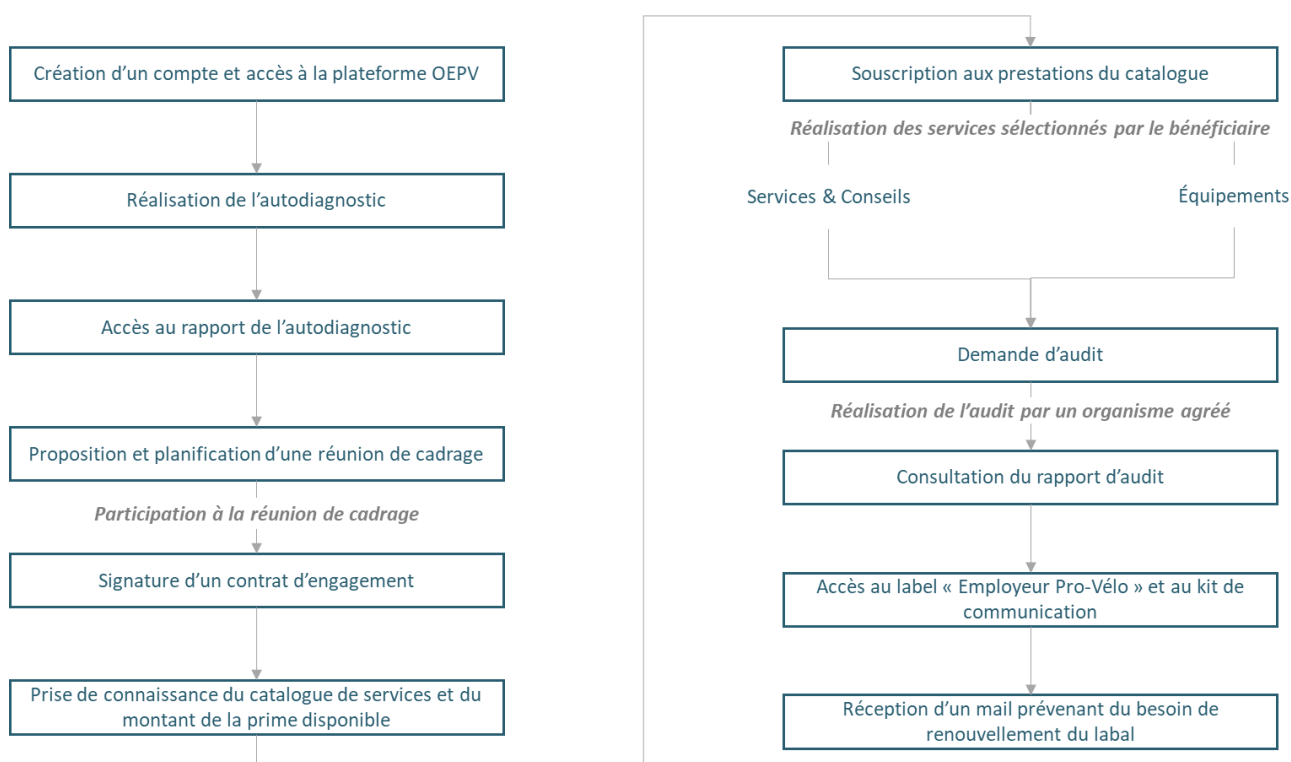 Création d'un compte et accès à la plateforme OEPV
Réalisation de l'autodiagnostic
Accès au rapport de l'autodiagnostic
Proposition et planification d'une réunion de cadrage
Participation à la réunion de cadrage
Signature d'un contrat d'engagement
Prise de connaissance du catalogue de services et du
montant de la prime disponible
Souscription aux prestations du catalogue
Réalisation des services sélectionnés par le bénéficiaire
Services & Conseils
Équipements
Demande d'audit
Réalisation de l'audit par un organisme agréé
Consultation du rapport d'audit
Accès au label « Employeur Pro-Vélo » et au kit de
communication
Réception d'un mail prévenant du besoin de
renouvellement du labal